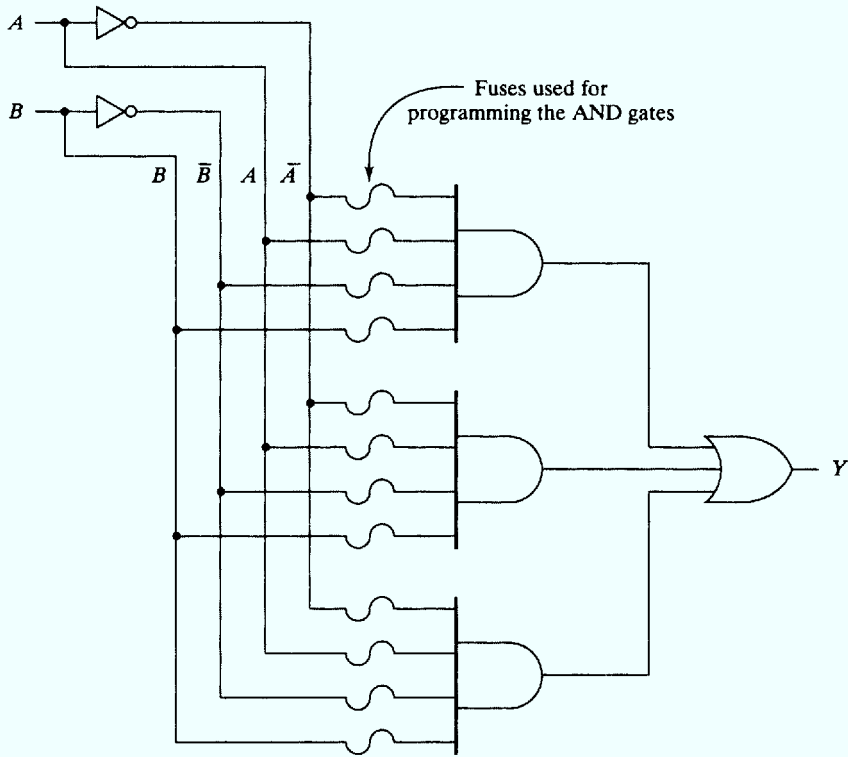 A
Fuses used for
programming the AND gates
B
B B̅ A A̅
Y